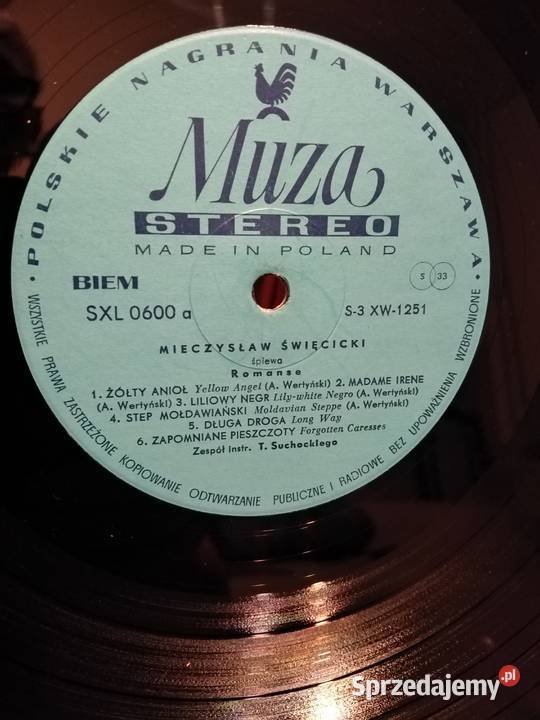 • POLSKIE NAGRANIA WARSZAWA •
Muza
STEREO
MADE IN POLAND
BIEM
S 33
SXL 0600 a
S-3 XW-1251
MIECZYSŁAW ŚWIĘCICKI
śpiewa
Romanse
1. ŻÓŁTY ANIOŁ Yellow Angel (A. Wertyński) 2. MADAME IRENE
(A. Wertyński) 3. LILIOWY NEGR Lily-white Negro (A. Wertyński)
4. STEP MOŁDAWIAŃSKI Moldavian Steppe (A. Wertyński)
5. DŁUGA DROGA Long Way
6. ZAPOMNIANE PIESZCZOTY Forgotten Caresses
Zespół instr. T. Suchockiego
WSZYSTKIE PRAWA ZASTRZEŻONE KOPIOWANIE ODTWARZANIE PUBLICZNE I RADIOWE BEZ UPOWAŻNIENIA WZBRONIONE
Sprzedajemy.pl